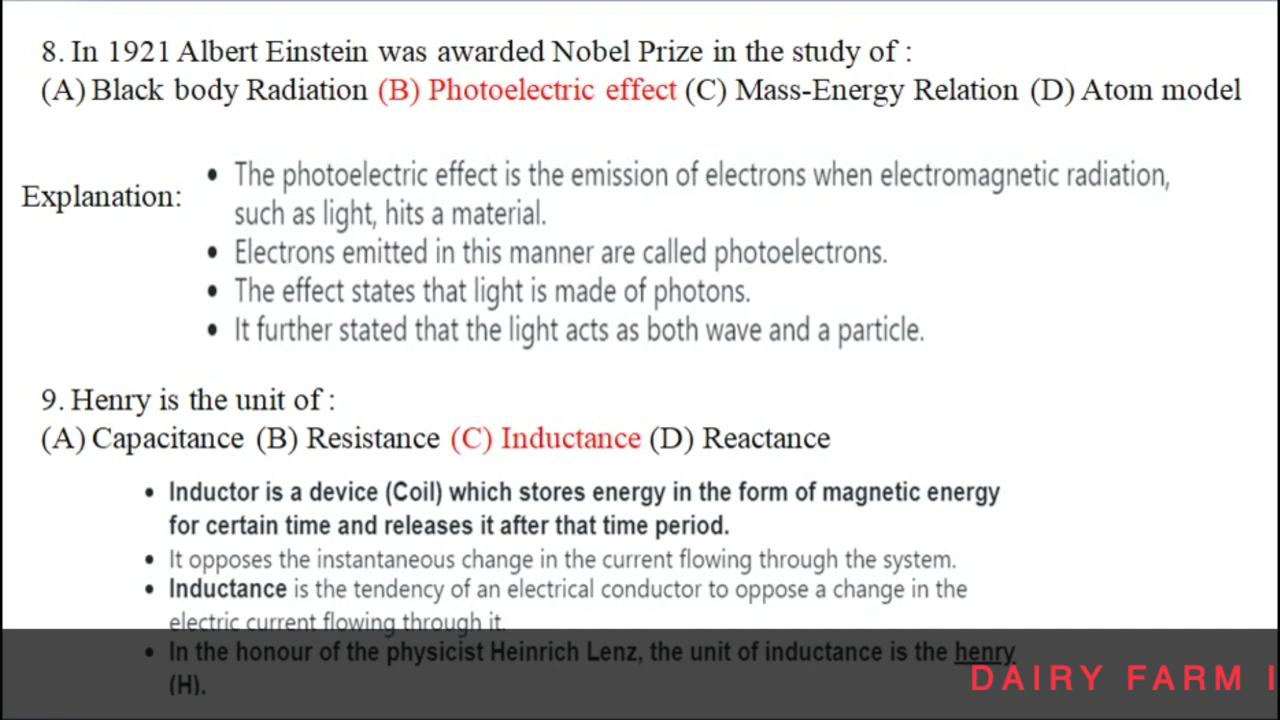 8. In 1921 Albert Einstein was awarded Nobel Prize in the study of :
(A) Black body Radiation (B) Photoelectric effect (C) Mass-Energy Relation (D) Atom model
Explanation:
• The photoelectric effect is the emission of electrons when electromagnetic radiation,
such as light, hits a material.
• Electrons emitted in this manner are called photoelectrons.
• The effect states that light is made of photons.
• It further stated that the light acts as both wave and a particle.
9. Henry is the unit of :
(A) Capacitance (B) Resistance (C) Inductance (D) Reactance
• Inductor is a device (Coil) which stores energy in the form of magnetic energy
for certain time and releases it after that time period.
• It opposes the instantaneous change in the current flowing through the system.
• Inductance is the tendency of an electrical conductor to oppose a change in the
electric current flowing through it.
• In the honour of the physicist Heinrich Lenz, the unit of inductance is the henry
(H).
DAIRY FARM